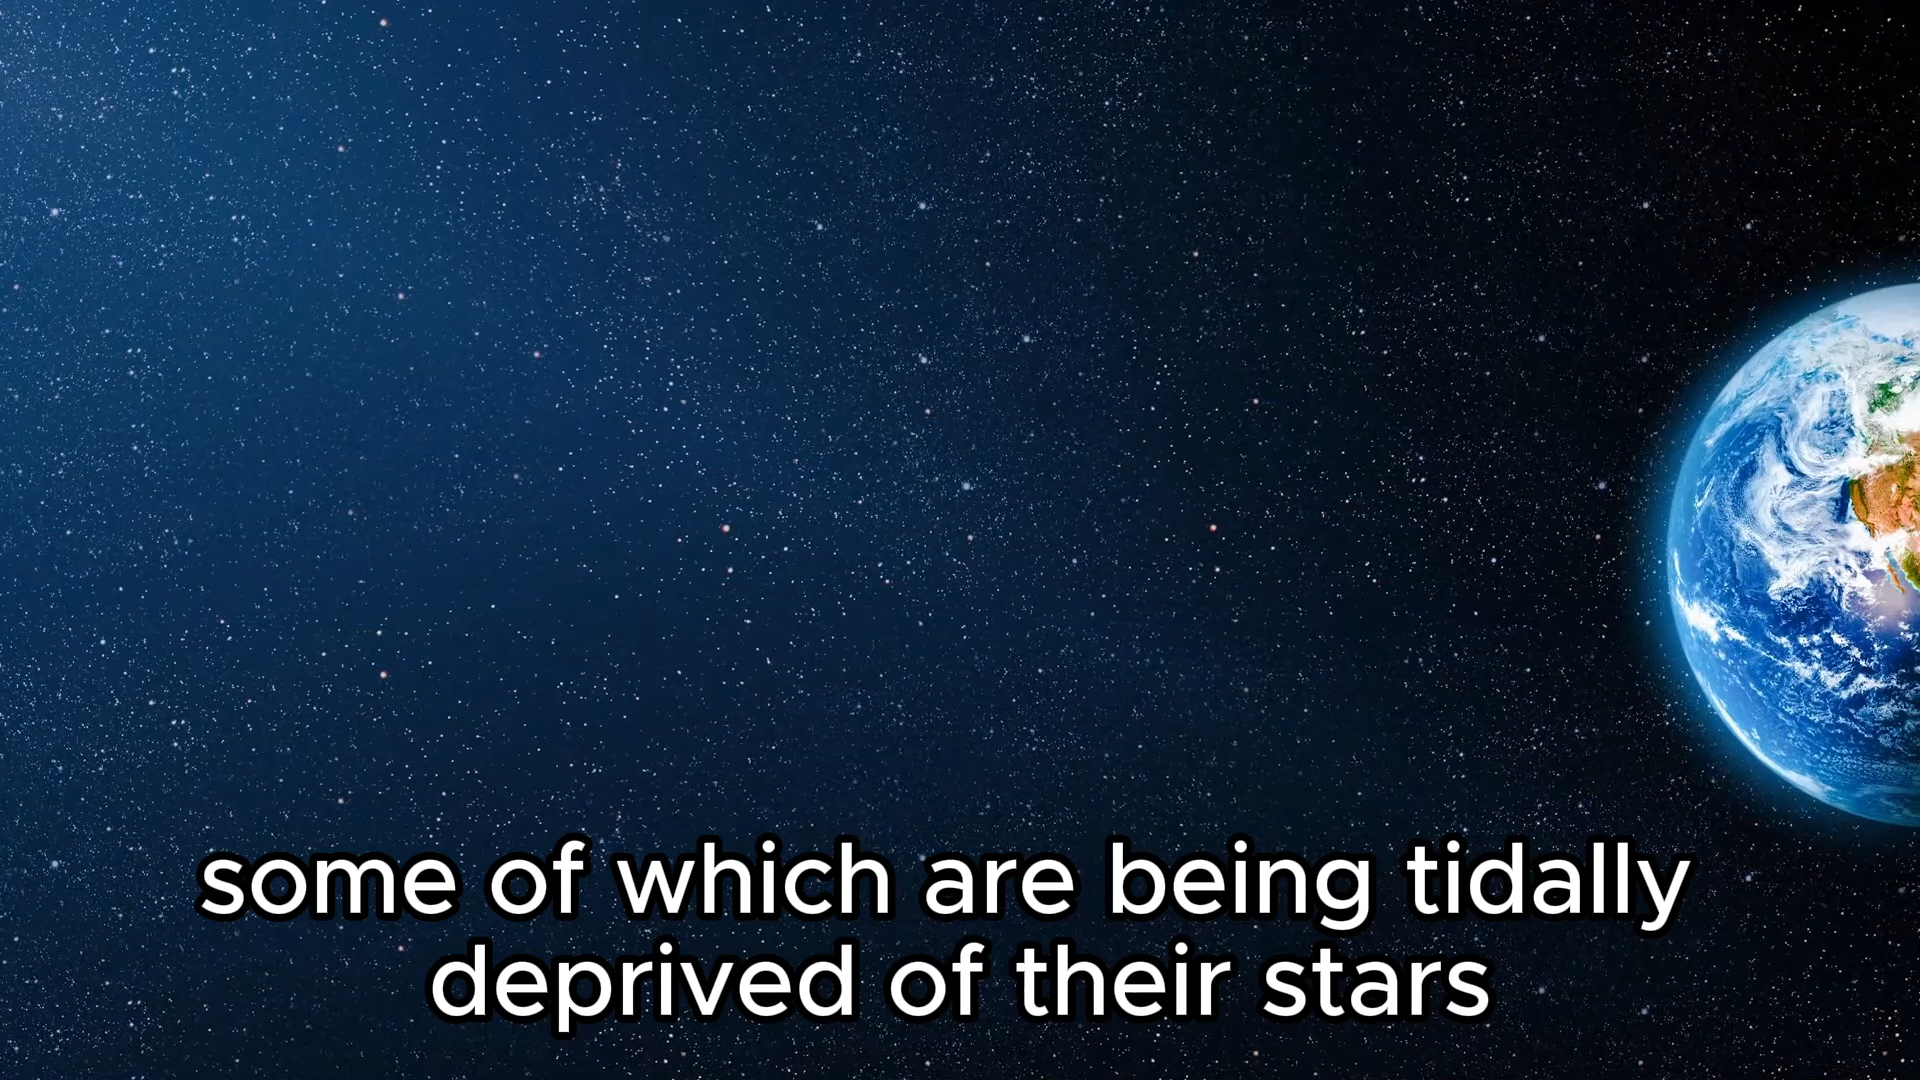 some of which are being tidally
deprived of their stars